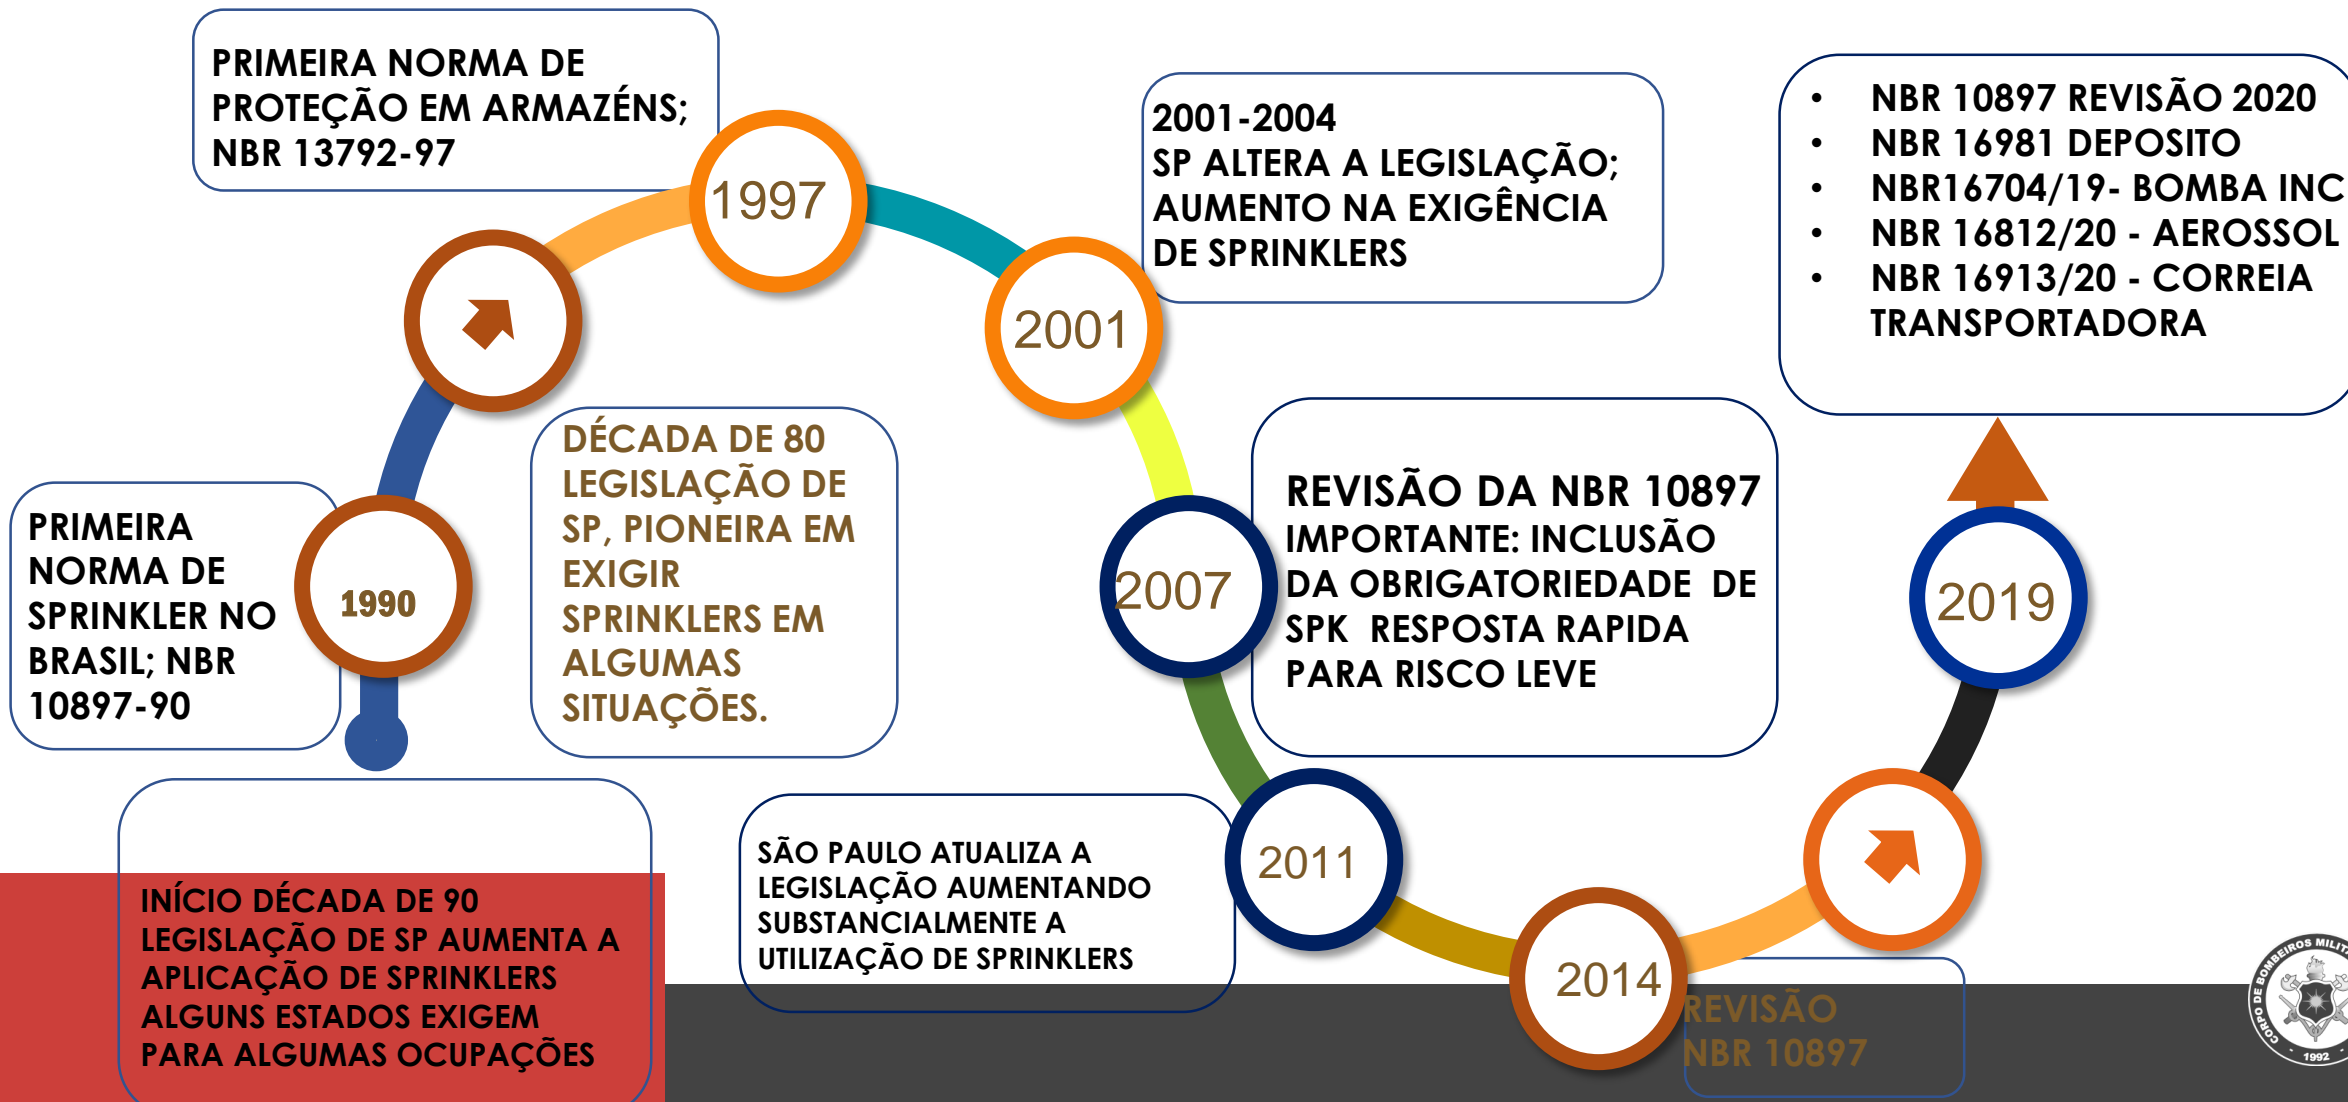 PRIMEIRA NORMA DE
PROTEÇÃO EM ARMAZÉNS;
NBR 13792-97
1997
2001-2004
SP ALTERA A LEGISLAÇÃO;
AUMENTO NA EXIGÊNCIA
DE SPRINKLERS
2001
• NBR 10897 REVISÃO 2020
• NBR 16981 DEPOSITO
• NBR16704/19- BOMBA INC
• NBR 16812/20 - AEROSSOL
• NBR 16913/20 - CORREIA
TRANSPORTADORA
PRIMEIRA
NORMA DE
SPRINKLER NO
BRASIL; NBR
10897-90
1990
DÉCADA DE 80
LEGISLAÇÃO DE
SP, PIONEIRA EM
EXIGIR
SPRINKLERS EM
ALGUMAS
SITUAÇÕES.
2007
REVISÃO DA NBR 10897
IMPORTANTE: INCLUSÃO
DA OBRIGATORIEDADE DE
SPK RESPOSTA RAPIDA
PARA RISCO LEVE
2019
INÍCIO DÉCADA DE 90
LEGISLAÇÃO DE SP AUMENTA A
APLICAÇÃO DE SPRINKLERS
ALGUNS ESTADOS EXIGEM
PARA ALGUMAS OCUPAÇÕES
SÃO PAULO ATUALIZA A
LEGISLAÇÃO AUMENTANDO
SUBSTANCIALMENTE A
UTILIZAÇÃO DE SPRINKLERS
2011
2014
REVISÃO
NBR 10897
CORPO DE BOMBEIROS
1992